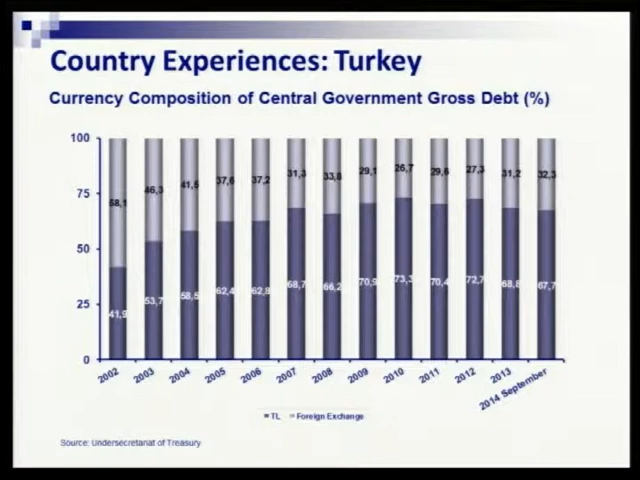 Country Experiences: Turkey
Currency Composition of Central Government Gross Debt (%)
100
75
50
25
0
58,1 46,3 41,5 37,6 37,2 31,3 33,8 29,1 26,7 29,6 27,3 31,2 32,3
41,9 53,7 58,5 62,4 62,8 68,7 66,2 70,9 73,3 70,4 72,7 68,8 67,7
2002 2003 2004 2005 2006 2007 2008 2009 2010 2011 2012 2013 2014 September
TL Foreign Exchange
Source: Undersecretariat of Treasury